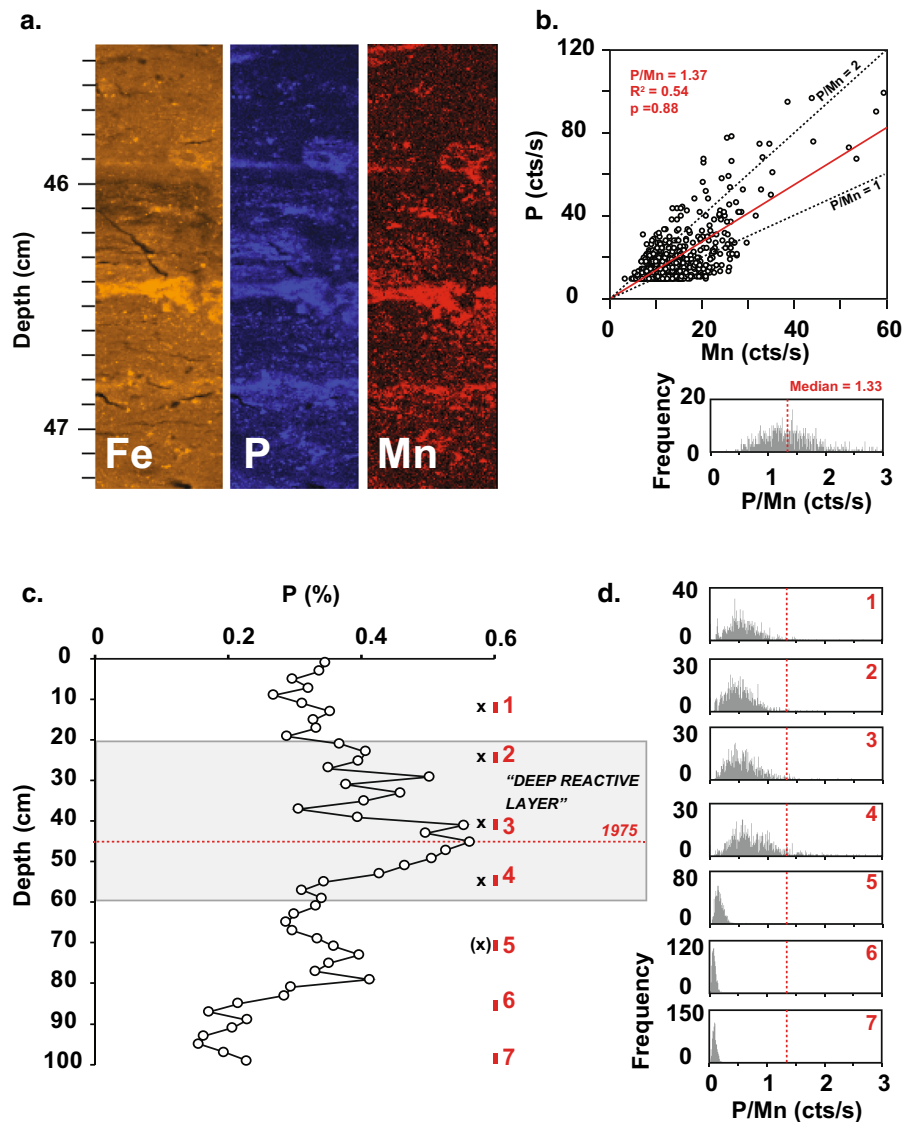 a.
46
47
Depth (cm)
Fe
P
Mn
b.
120
80
40
0
P (cts/s)
P/Mn = 1.37
R² = 0.54
p =0.88
P/Mn = 2
P/Mn = 1
0 20 40 60
Mn (cts/s)
Median = 1.33
20
0
Frequency
0 1 2 3
P/Mn (cts/s)
c.
P (%)
0 0.2 0.4 0.6
0
10
20
30
40
50
60
70
80
90
100
Depth (cm)
x 1
x 2
"DEEP REACTIVE
LAYER"
x 3
1975
x 4
(x) 5
6
7
d.
40
0
1
30
0
2
30
0
3
30
0
4
80
0
5
120
0
6
150
0
7
Frequency
0 1 2 3
P/Mn (cts/s)